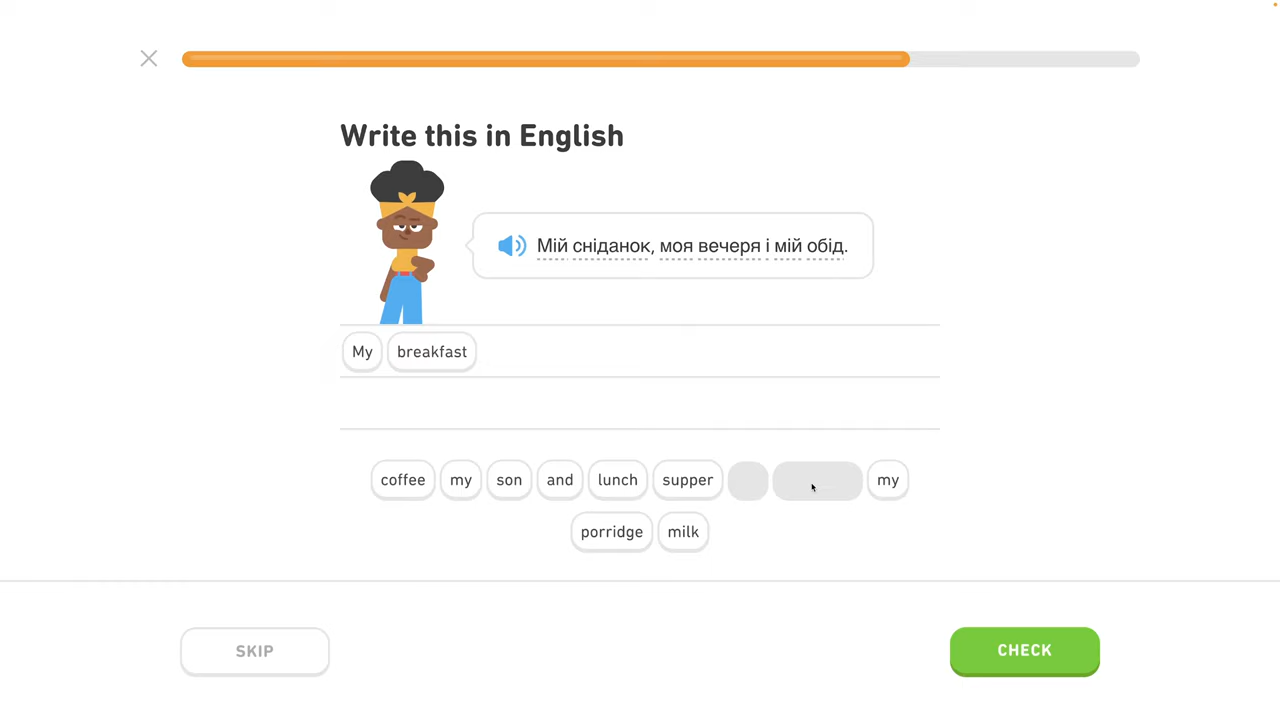 Write this in English
Мій сніданок, моя вечеря і мій обід.
My breakfast
coffee my son and lunch supper my
porridge milk
SKIP CHECK